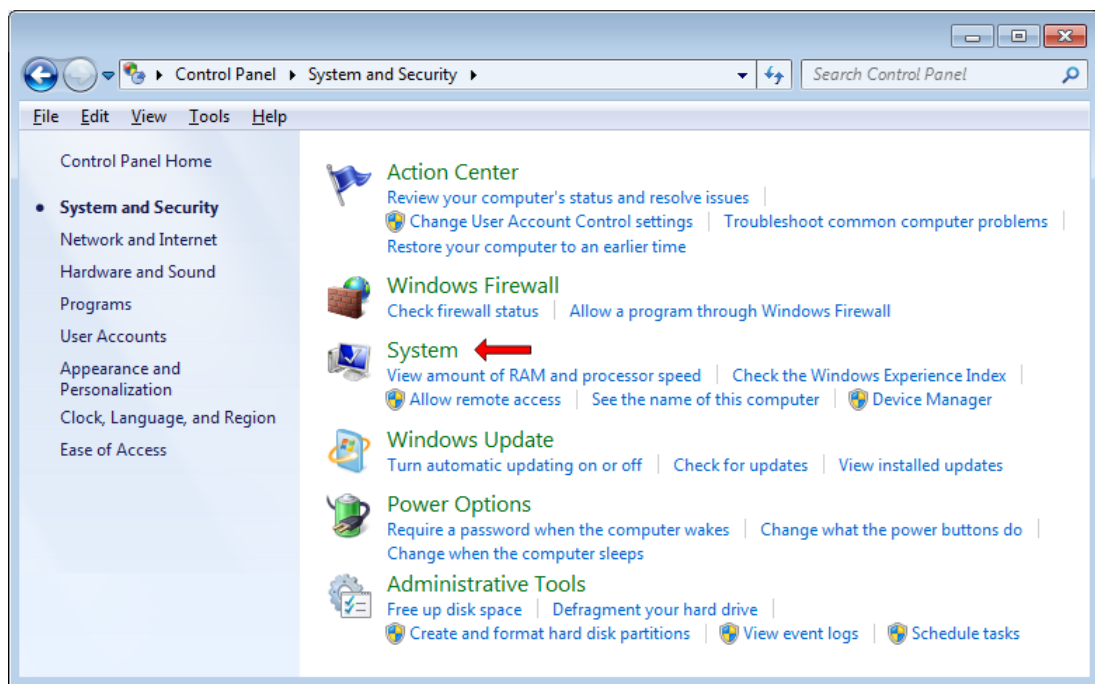 Control Panel System and Security Search Control Panel
File Edit View Tools Help
Control Panel Home
System and Security
Network and Internet
Hardware and Sound
Programs
User Accounts
Appearance and
Personalization
Clock, Language, and Region
Ease of Access
Action Center
Review your computer's status and resolve issues
Change User Account Control settings Troubleshoot common computer problems
Restore your computer to an earlier time
Windows Firewall
Check firewall status Allow a program through Windows Firewall
System
View amount of RAM and processor speed Check the Windows Experience Index
Allow remote access See the name of this computer Device Manager
Windows Update
Turn automatic updating on or off Check for updates View installed updates
Power Options
Require a password when the computer wakes Change what the power buttons do
Change when the computer sleeps
Administrative Tools
Free up disk space Defragment your hard drive
Create and format hard disk partitions View event logs Schedule tasks